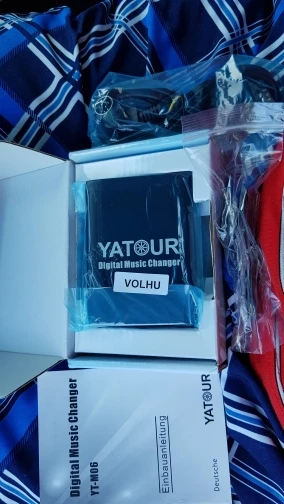 YATOUR
Digital Music Changer
VOLHU
Digital Music Changer
YT-M06
Einbauanleitung
YATOUR
Deutsche